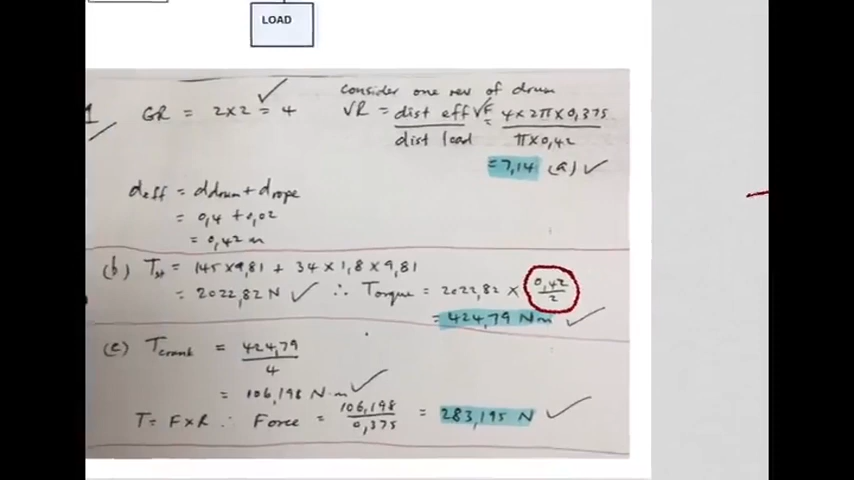 LOAD
1
GR = 2x2 = 4
Consider one rev of drum
VR = dist eff / dist load VF = 4 x 2π x 0,375 / π x 0,42
= 7,14 (a) ✓
deff = ddrum + drope
= 0,4 + 0,02
= 0,42 m
(b) Tst = 145 x 9,81 + 34 x 1,8 x 9,81
= 2022,82 N ✓ ∴ Torque = 2022,82 x 0,42 / 2
= 424,79 Nm ✓
(c) Tcrank = 424,79 / 4
= 106,198 N·m ✓
T = F x R ∴ Force = 106,198 / 0,375 = 283,195 N ✓